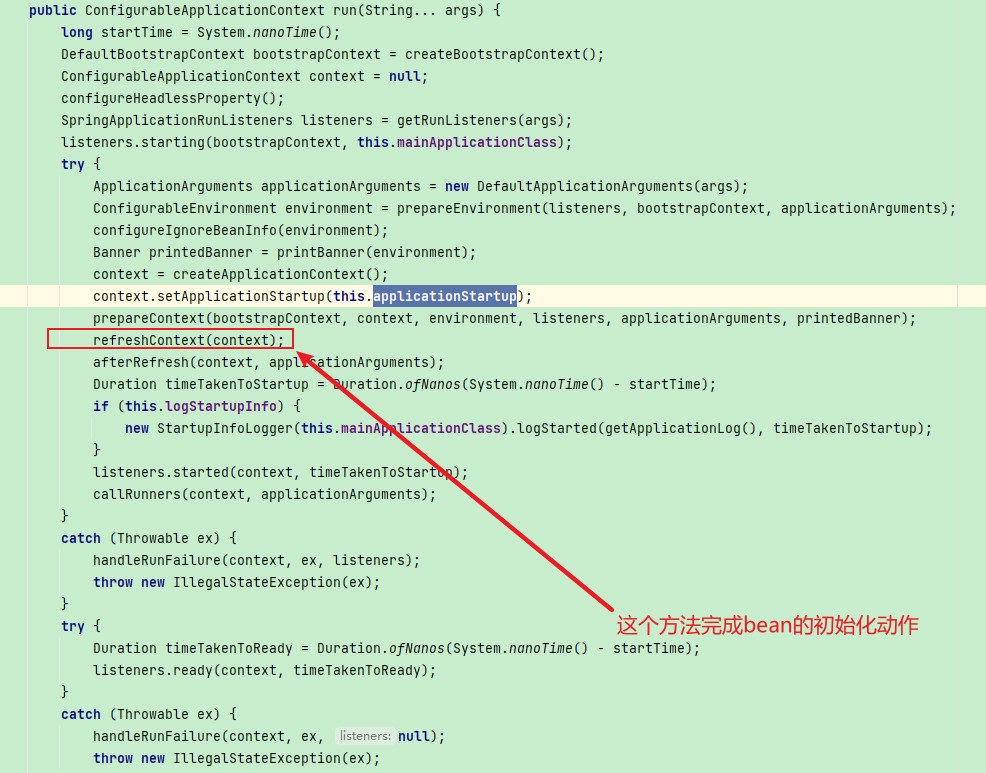 public ConfigurableApplicationContext run(String... args) {
    long startTime = System.nanoTime();
    DefaultBootstrapContext bootstrapContext = createBootstrapContext();
    ConfigurableApplicationContext context = null;
    configureHeadlessProperty();
    SpringApplicationRunListeners listeners = getRunListeners(args);
    listeners.starting(bootstrapContext, this.mainApplicationClass);
    try {
        ApplicationArguments applicationArguments = new DefaultApplicationArguments(args);
        ConfigurableEnvironment environment = prepareEnvironment(listeners, bootstrapContext, applicationArguments);
        configureIgnoreBeanInfo(environment);
        Banner printedBanner = printBanner(environment);
        context = createApplicationContext();
        context.setApplicationStartup(this.applicationStartup);
        prepareContext(bootstrapContext, context, environment, listeners, applicationArguments, printedBanner);
        refreshContext(context);
        afterRefresh(context, applicationArguments);
        Duration timeTakenToStartup = Duration.ofNanos(System.nanoTime() - startTime);
        if (this.logStartupInfo) {
            new StartupInfoLogger(this.mainApplicationClass).logStarted(getApplicationLog(), timeTakenToStartup);
        }
        listeners.started(context, timeTakenToStartup);
        callRunners(context, applicationArguments);
    }
    catch (Throwable ex) {
        handleRunFailure(context, ex, listeners);
        throw new IllegalStateException(ex);
    }
    这个方法完成bean的初始化动作
    try {
        Duration timeTakenToReady = Duration.ofNanos(System.nanoTime() - startTime);
        listeners.ready(context, timeTakenToReady);
    }
    catch (Throwable ex) {
        handleRunFailure(context, ex, listeners: null);
        throw new IllegalStateException(ex);